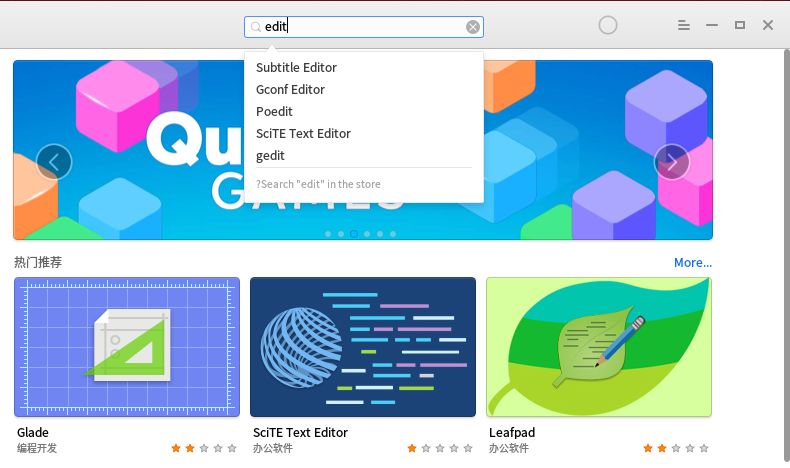 edit
Subtitle Editor
Gconf Editor
Poedit
SciTE Text Editor
gedit
?Search "edit" in the store
Qu
GAMES
热门推荐
More...
Glade
SciTE Text Editor
Leafpad
编程开发
办公软件
办公软件